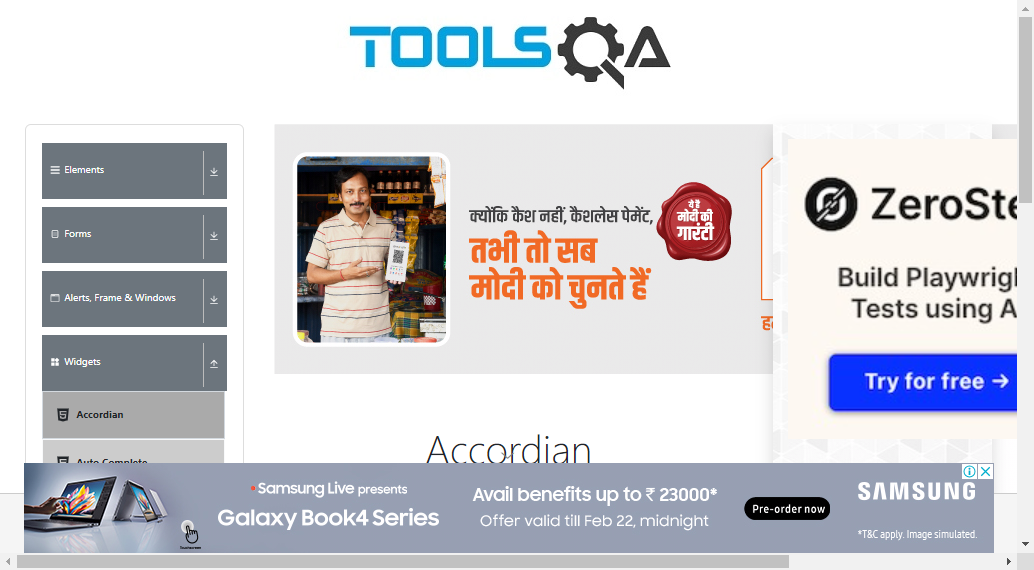 TOOLSQA
Elements
Forms
Alerts, Frame & Windows
Widgets
Accordian
Auto Complete
क्योंकि कैश नहीं, कैशलेस पेमेंट,
तभी तो सब
मोदी को चुनते हैं
ये है
मोदी की
गारंटी
Build Playwrigh
Tests using A
Try for free →
Accordian
Samsung Live presents
Galaxy Book4 Series
Avail benefits up to ₹ 23000*
Offer valid till Feb 22, midnight
Pre-order now
SAMSUNG
*T&C apply. Image simulated.